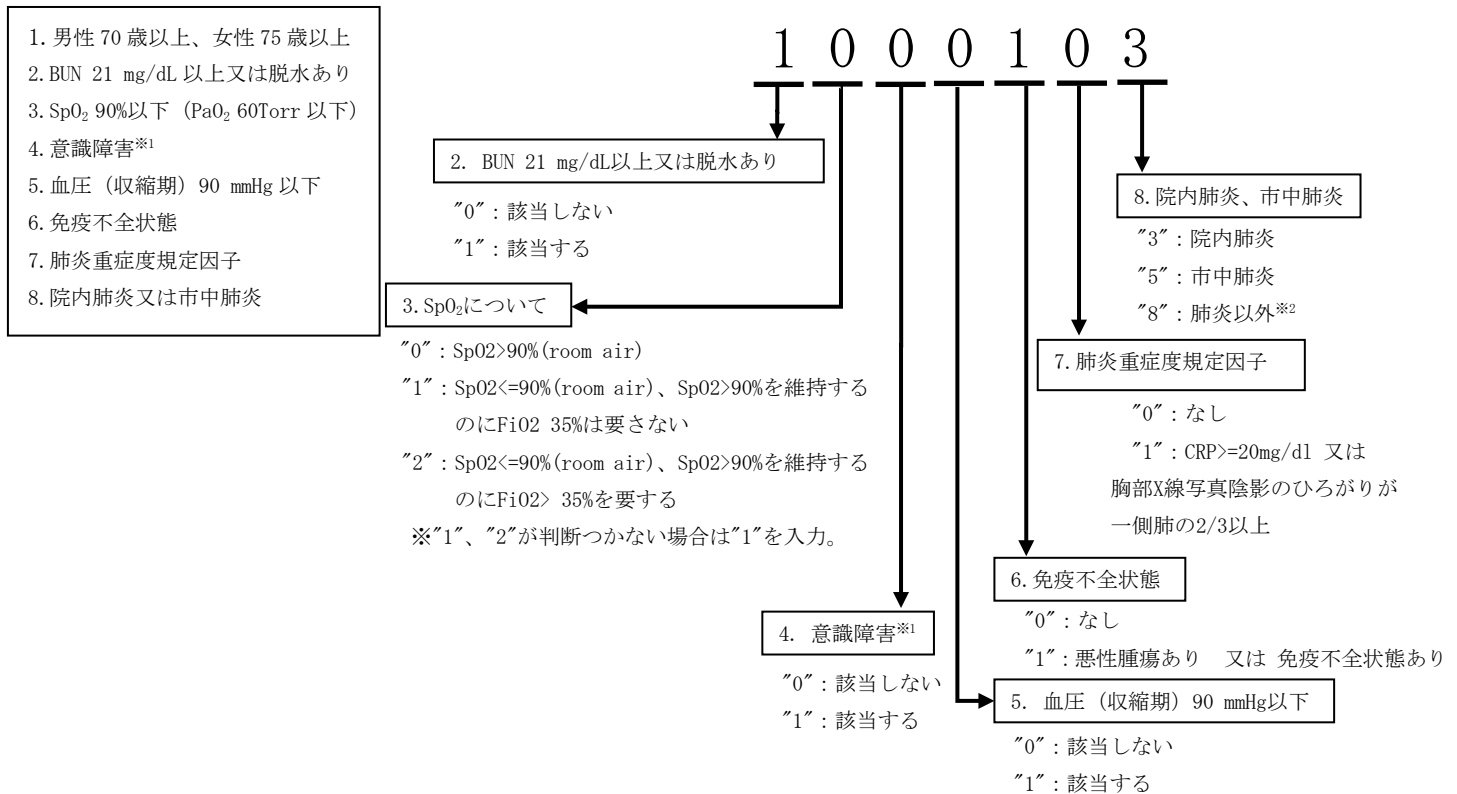 1.男性 70 歳以上、女性 75 歳以上
2.BUN 21 mg/dL 以上又は脱水あり
3.SpO₂ 90%以下 (PaO₂ 60Torr 以下)
4.意識障害※1
5.血圧（収縮期）90 mmHg 以下
6.免疫不全状態
7.肺炎重症度規定因子
8.院内肺炎又は市中肺炎
1 0 0 0 1 0 3
2. BUN 21 mg/dL以上又は脱水あり
"0"：該当しない
"1"：該当する
3.SpO₂について
"0"：SpO2>90%(room air)
"1"：SpO2<=90%(room air)、SpO2>90%を維持する
のにFiO2 35%は要さない
"2"：SpO2<=90%(room air)、SpO2>90%を維持する
のにFiO2> 35%を要する
※"1"、"2"が判断つかない場合は"1"を入力。
4. 意識障害※1
"0"：該当しない
"1"：該当する
5. 血圧（収縮期）90 mmHg以下
"0"：該当しない
"1"：該当する
6.免疫不全状態
"0"：なし
"1"：悪性腫瘍あり　又は 免疫不全状態あり
7.肺炎重症度規定因子
"0"：なし
"1"：CRP>=20mg/dl 又は
胸部X線写真陰影のひろがりが
一側肺の2/3以上
8.院内肺炎、市中肺炎
"3"：院内肺炎
"5"：市中肺炎
"8"：肺炎以外※2